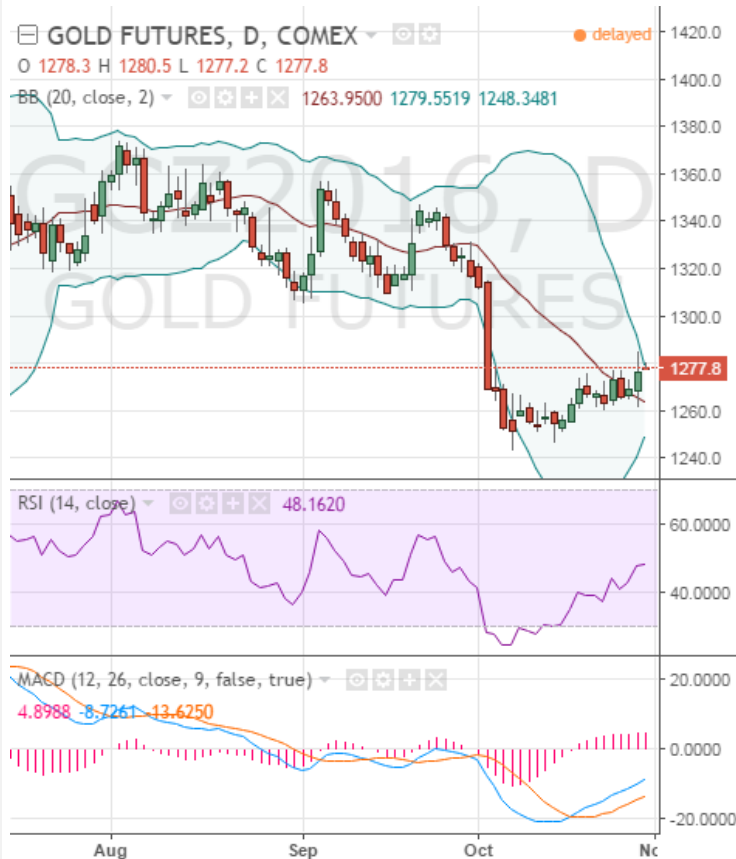 GOLD FUTURES, D, COMEX
delayed
O 1278.3 H 1280.5 L 1277.2 C 1277.8
BB (20, close, 2) 1263.9500 1279.5519 1248.3481
GCZ2016, D
GOLD FUTURES
1420.0
1400.0
1380.0
1360.0
1340.0
1320.0
1300.0
1277.8
1260.0
1240.0
RSI (14, close) 48.1620
60.0000
40.0000
MACD (12, 26, close, 9, false, true)
4.8988 -8.7261 -13.6250
20.0000
0.0000
-20.0000
Aug Sep Oct